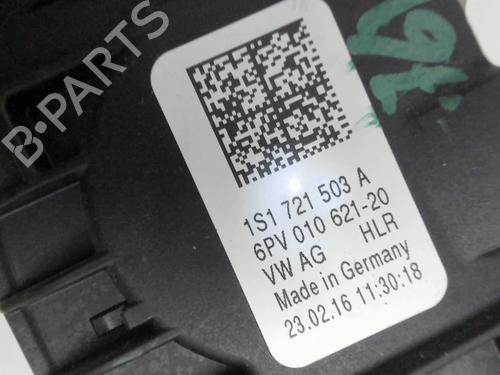 B-PARTS
1S1 721 503 A
6PV 010 621-20
VW AG HLR
Made in Germany
23.02.16 11:30:18